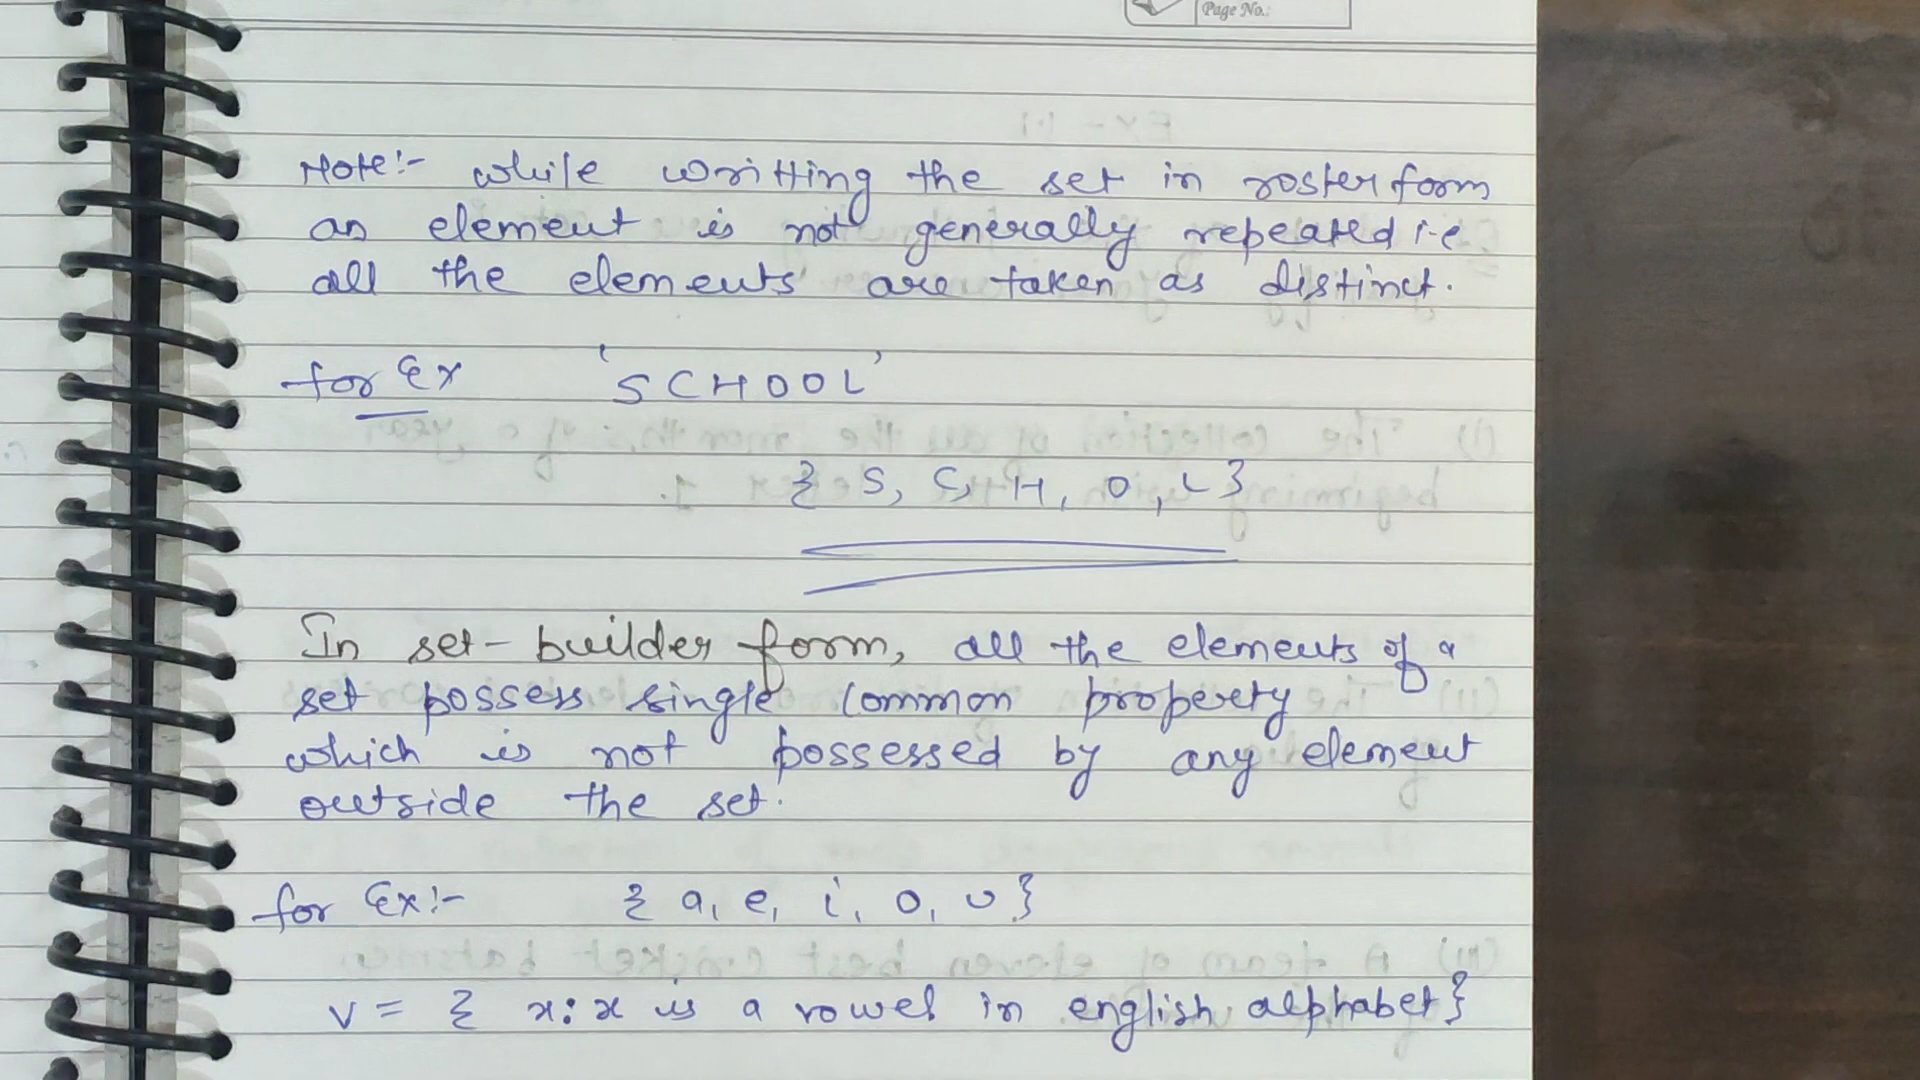 Page No.:
Note:- while writting the set in roster form
an element is not generally repeated i.e
all the elements are taken as distinct.
for Ex 'SCHOOL'
{ S, C, H, O, L }
In set-builder form, all the elements of a
set possess single common property
which is not possessed by any element
outside the set.
for Ex:- { a, e, i, o, u }
V = { x : x is a vowel in english alphabet }